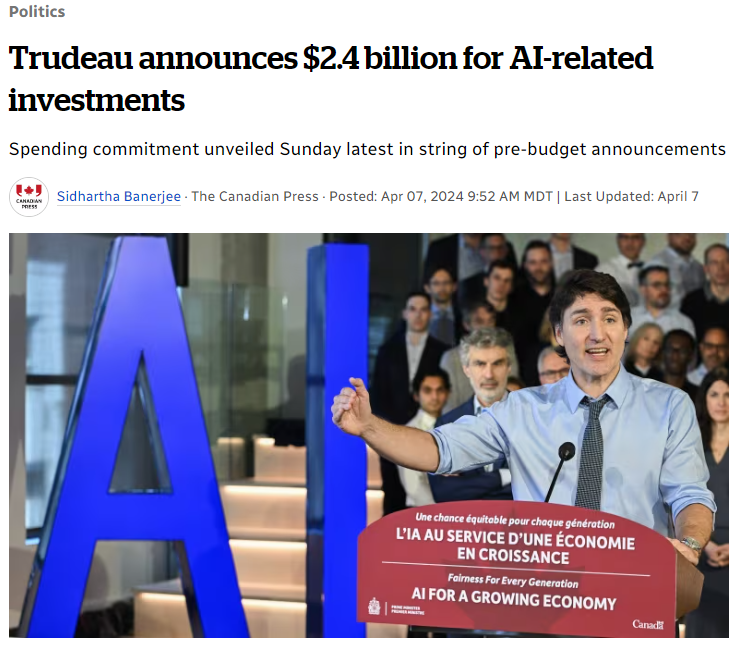 Politics
Trudeau announces $2.4 billion for AI-related
investments
Spending commitment unveiled Sunday latest in string of pre-budget announcements
CANADIAN
PRESS
Sidhartha Banerjee · The Canadian Press · Posted: Apr 07, 2024 9:52 AM MDT | Last Updated: April 7
AI
Une chance équitable pour chaque génération
L'IA AU SERVICE D'UNE ÉCONOMIE
EN CROISSANCE
Fairness For Every Generation
AI FOR A GROWING ECONOMY
PRIME MINISTER
PREMIER MINISTRE
Canada